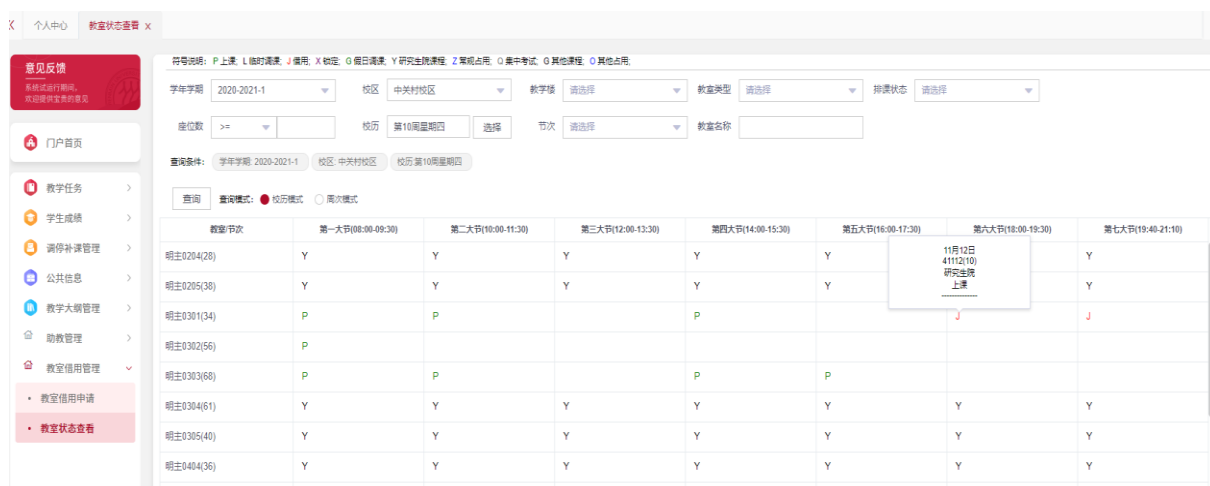 个人中心 教室状态查看 X
意见反馈
系统试运行期间,
欢迎提供宝贵的意见
门户首页
教学任务
学生成绩
调停补课管理
公共信息
教学大纲管理
助教管理
教室借用管理
• 教室借用申请
• 教室状态查看
符号说明: P 上课; L 临时调课; J 借用; X 锁定; G 假日调课; Y 研究生院课程; Z 常规占用; Q 集中考试; G 其他课程; O 其他占用;
学年学期 2020-2021-1 校区 中关村校区 教学楼 请选择 教室类型 请选择 排课状态 请选择
座位数 >= 校历 第10周星期四 选择 节次 请选择 教室名称
查询条件: 学年学期:2020-2021-1 校区:中关村校区 校历:第10周星期四
查询 查询模式: 校历模式 周次模式
教室/节次 第一大节(08:00-09:30) 第二大节(10:00-11:30) 第三大节(12:00-13:30) 第四大节(14:00-15:30) 第五大节(16:00-17:30) 第六大节(18:00-19:30) 第七大节(19:40-21:10)
明主0204(28) Y Y Y Y Y Y
明主0205(38) Y Y Y Y Y Y
11月12日
41112(10)
研究生院
上课
--------------
明主0301(34) P P P J J
明主0302(56) P
明主0303(68) P P P P
明主0304(61) Y Y Y Y Y Y Y
明主0305(40) Y Y Y Y Y Y Y
明主0404(36) Y Y Y Y Y Y Y